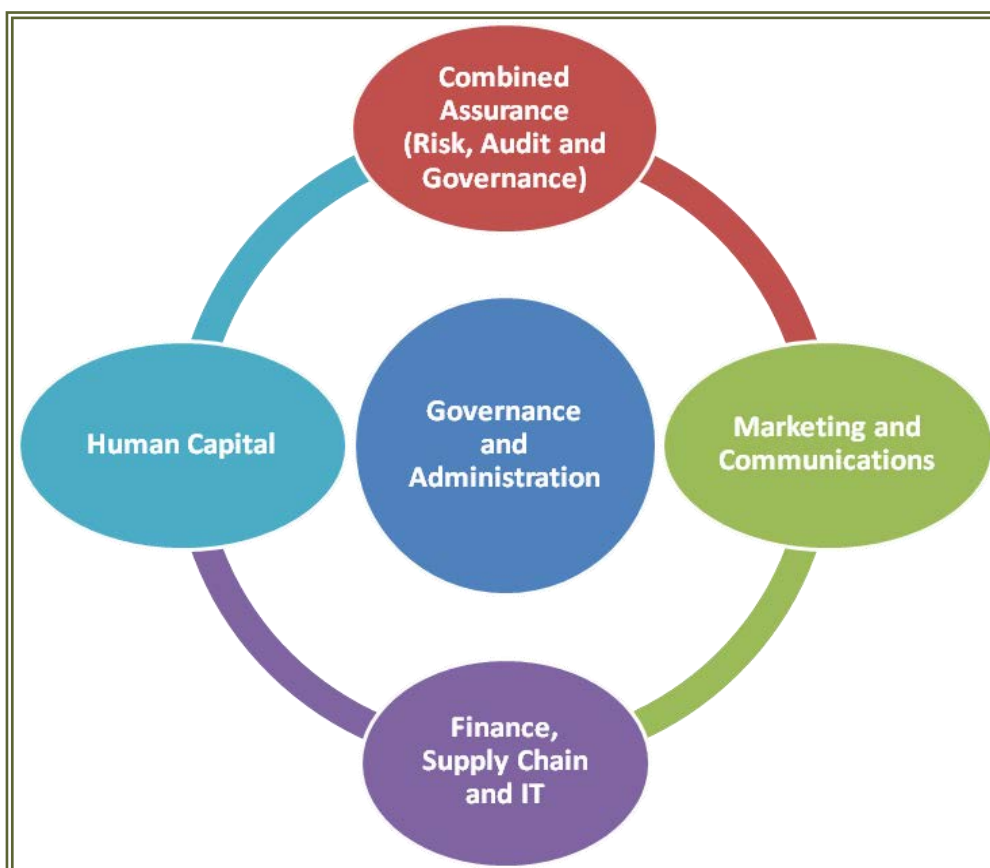 Combined
Assurance
(Risk, Audit and
Governance)
Human Capital
Governance
and
Administration
Marketing and
Communications
Finance,
Supply Chain
and IT